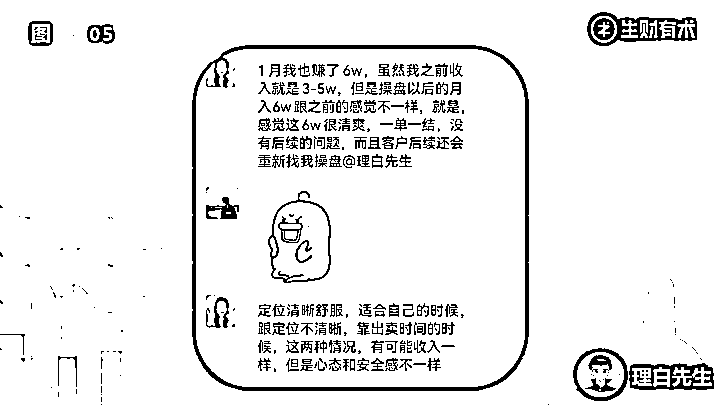 图 05
生财有术
1月我也赚了6w，虽然我之前收
入就是3-5w，但是操盘以后的月
入6w跟之前的感觉不一样，就是，
感觉这6w很清爽，一单一结，没
有后续的问题，而且客户后续还会
重新找我操盘@理白先生
定位清晰舒服，适合自己的时候，
跟定位不清晰，靠出卖时间的时
候，这两种情况，有可能收入一
样，但是心态和安全感不一样
理白先生